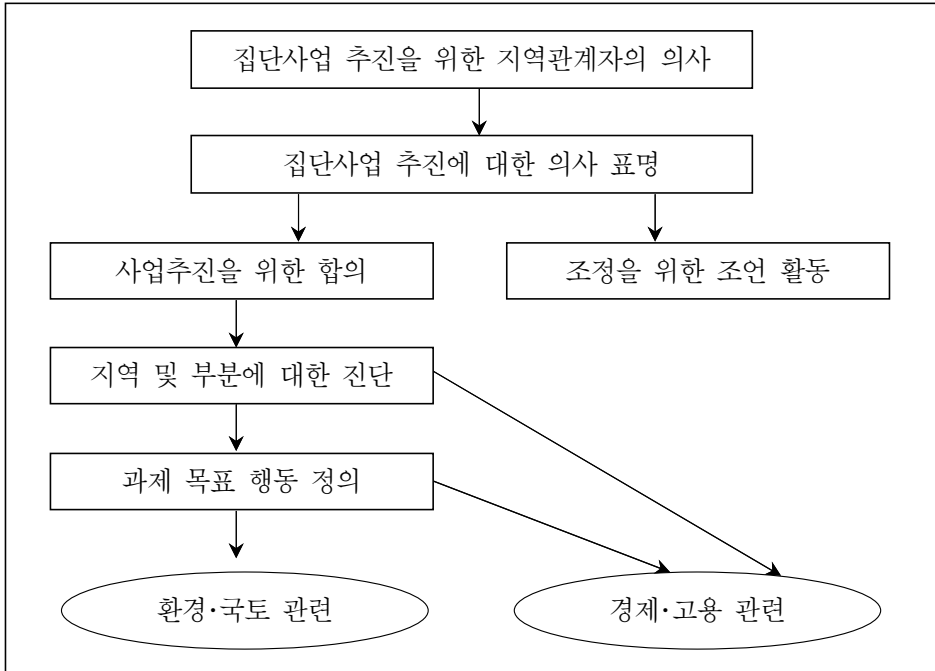 집단사업 추진을 위한 지역관계자의 의사
집단사업 추진에 대한 의사 표명
사업추진을 위한 합의
조정을 위한 조언 활동
지역 및 부분에 대한 진단
과제 목표 행동 정의
환경·국토 관련
경제·고용 관련